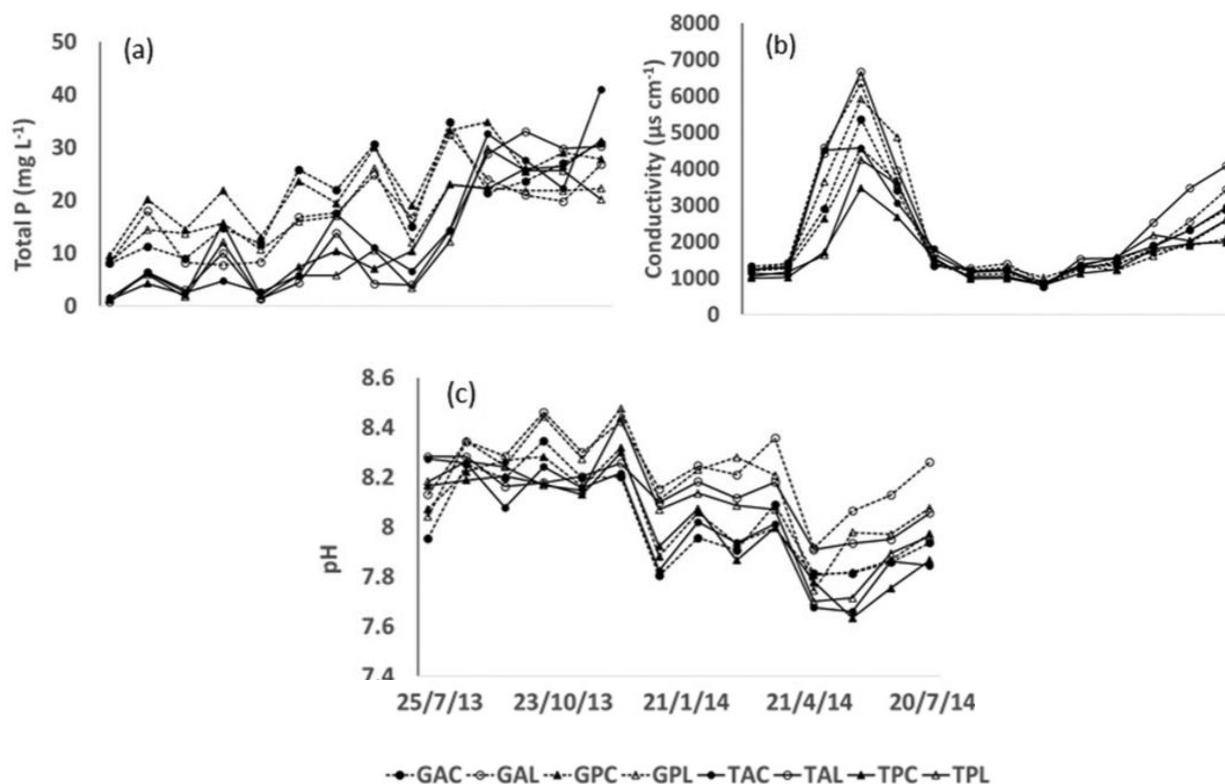 (a)
Total P (mg L⁻¹)
50
40
30
20
10
0
(b)
Conductivity (µs cm⁻¹)
8000
7000
6000
5000
4000
3000
2000
1000
0
(c)
pH
8.6
8.4
8.2
8
7.8
7.6
7.4
25/7/13 23/10/13 21/1/14 21/4/14 20/7/14
GAC GAL GPC GPL TAC TAL TPC TPL